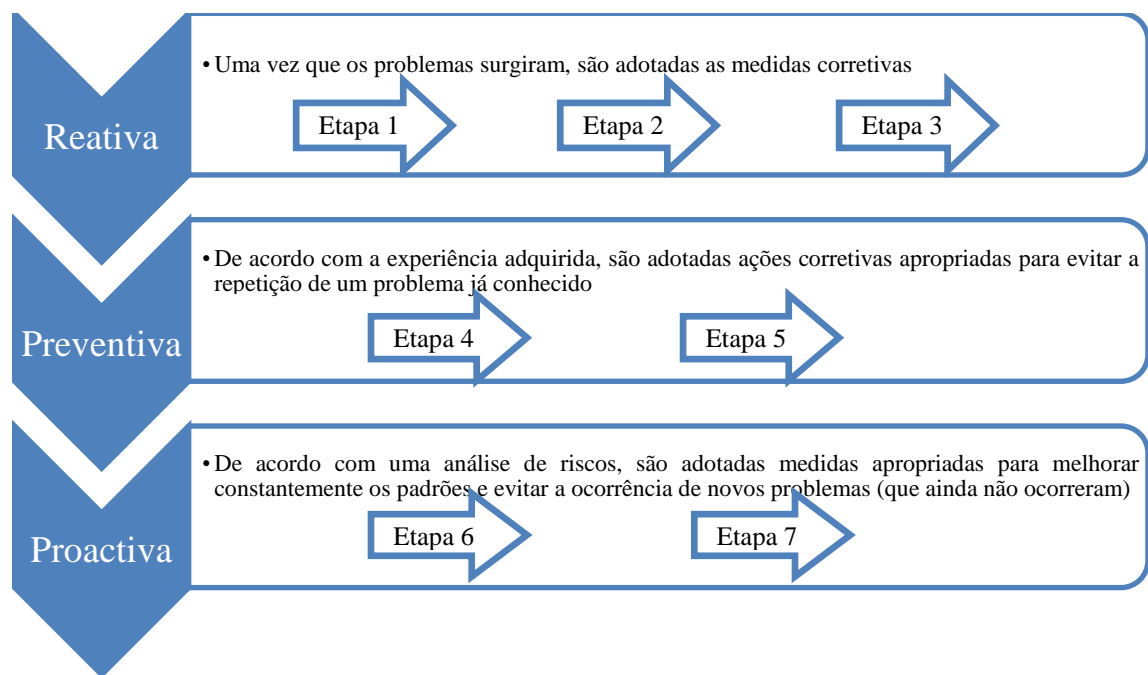 Reativa
• Uma vez que os problemas surgiram, são adotadas as medidas corretivas
Etapa 1 Etapa 2 Etapa 3
Preventiva
• De acordo com a experiência adquirida, são adotadas ações corretivas apropriadas para evitar a
repetição de um problema já conhecido
Etapa 4 Etapa 5
Proactiva
• De acordo com uma análise de riscos, são adotadas medidas apropriadas para melhorar
constantemente os padrões e evitar a ocorrência de novos problemas (que ainda não ocorreram)
Etapa 6 Etapa 7